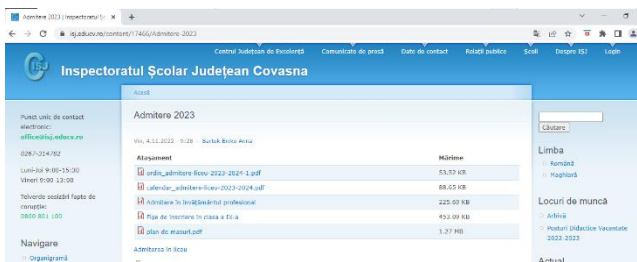 Admitere 2023 | Inspectoratul Șc
isj.educv.ro/content/17466/Admitere-2023
Centrul Județean de Excelență Comunicate de presă Date de contact Relații publice Școli Despre ISJ Login
ISJ
Inspectoratul Școlar Județean Covasna
Acasă
Punct unic de contact
electronic:
office@isj.educv.ro
0267-314782
Luni-Joi 9:00-15:30
Vineri 9:00-13:00
Telverde sesizări fapte de
corupție:
0800 801 100
Navigare
Organigramă
Admitere 2023
Vin, 4.11.2022 - 9:28 - Bartok Eniko Anna
Atașament Mărime
ordin_admitere-liceu-2023-2024-1.pdf 53.52 KB
calendar_admitere-liceu-2023-2024.pdf 88.65 KB
Admitere în învățământul profesional 225.63 KB
Fișa de înscriere în clasa a IX-a 453.09 KB
plan de masuri.pdf 1.27 MB
Admiterea în liceu
Căutare
Limba
Română
Maghiară
Locuri de muncă
Arhivă
Posturi Didactice Vacantate
2022-2023
Actual